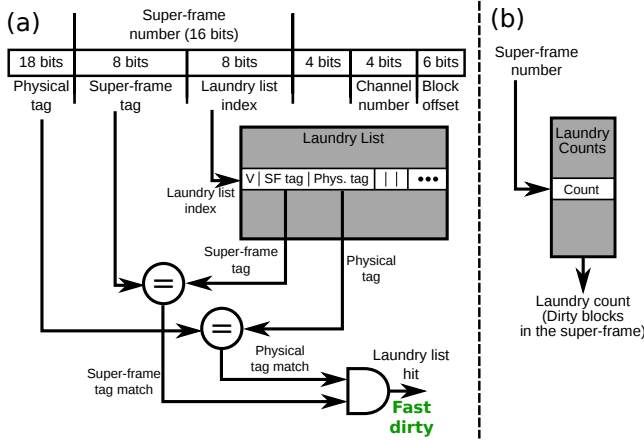 (a)
Super-frame
number (16 bits)
18 bits
8 bits
8 bits
4 bits
4 bits
6 bits
Physical
tag
Super-frame
tag
Laundry list
index
Channel
number
Block
offset
Laundry List
V | SF tag | Phys. tag | | | •••
Laundry list
index
Super-frame
tag
Physical
tag
=
=
Super-frame
tag match
Physical
tag match
Laundry list
hit
Fast
dirty
(b)
Super-frame
number
Laundry
Counts
Count
Laundry count
(Dirty blocks
in the super-frame)